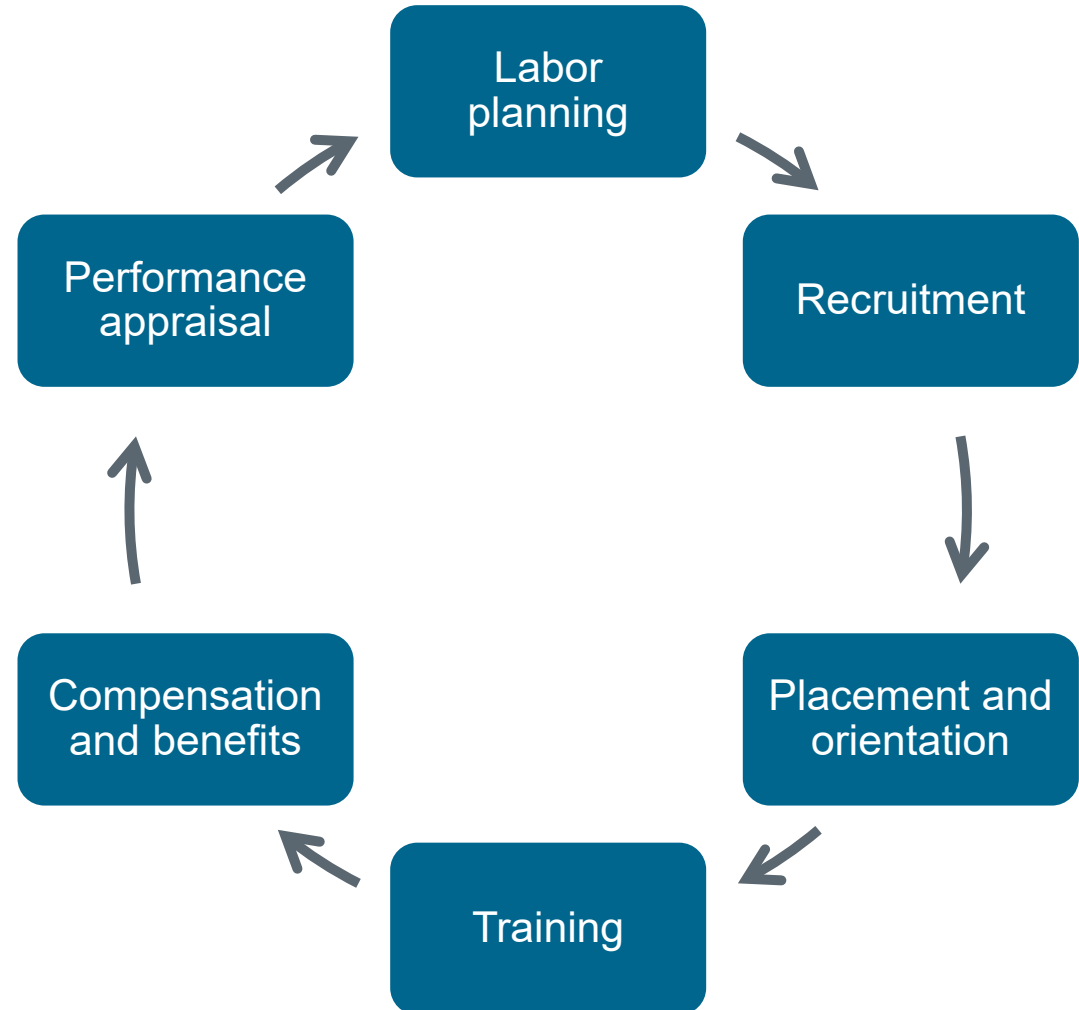 Labor
planning
Recruitment
Placement and
orientation
Training
Compensation
and benefits
Performance
appraisal